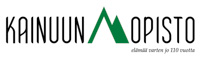 KAINUUN OPISTO
elämää varten jo 110 vuotta